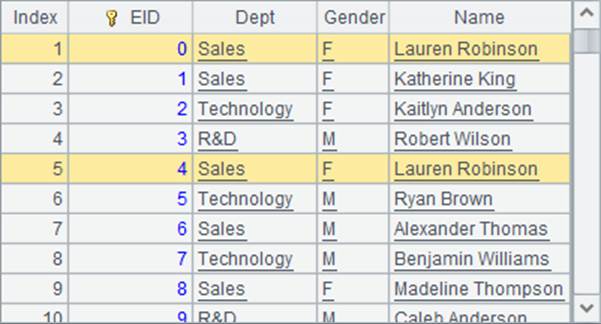 Index EID Dept Gender Name
1 0 Sales F Lauren Robinson
2 1 Sales F Katherine King
3 2 Technology F Kaitlyn Anderson
4 3 R&D M Robert Wilson
5 4 Sales F Lauren Robinson
6 5 Technology M Ryan Brown
7 6 Sales M Alexander Thomas
8 7 Technology M Benjamin Williams
9 8 Sales F Madeline Thompson
10 9 R&D M Caleb Anderson